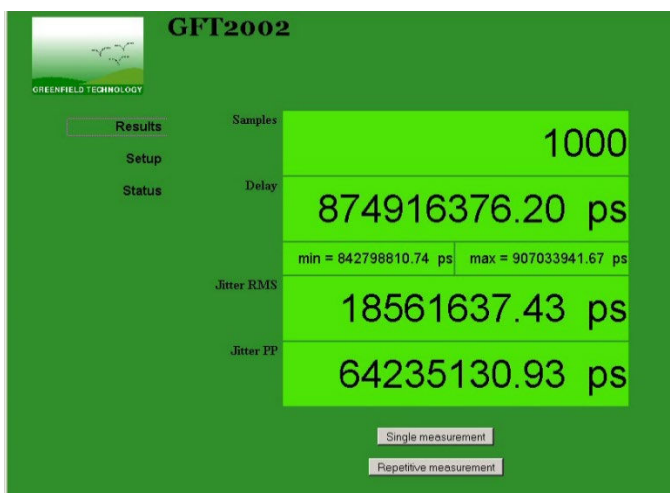 GFT2002
GREENFIELD TECHNOLOGY
Results
Setup
Status
Samples
1000
Delay
874916376.20 ps
min = 842798810.74 ps
max = 907033941.67 ps
Jitter RMS
18561637.43 ps
Jitter PP
64235130.93 ps
Single measurement
Repetitive measurement